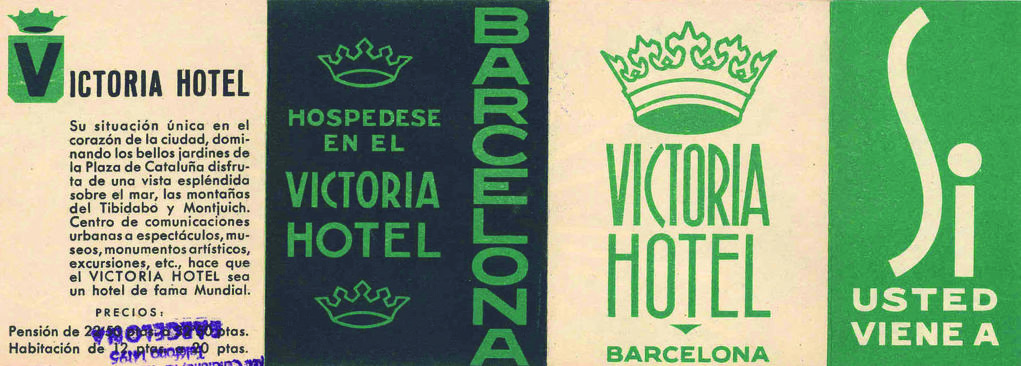 VICTORIA HOTEL
Su situación única en el
corazón de la ciudad, domi-
nando los bellos jardines de
la Plaza de Cataluña disfru-
ta de una vista espléndida
sobre el mar, las montañas
del Tibidabo y Montjuich.
Centro de comunicaciones
urbanas a espectáculos, mu-
seos, monumentos artísticos,
excursiones, etc., hace que
el VICTORIA HOTEL sea
un hotel de fama Mundial.
PRECIOS:
Pensión de ptas.
Habitación de 12 ptas. a ptas.
BARCELONA
HOSPEDESE
EN EL
VICTORIA
HOTEL
BARCELONA
VICTORIA
HOTEL
BARCELONA
Si
USTED
VIENE A